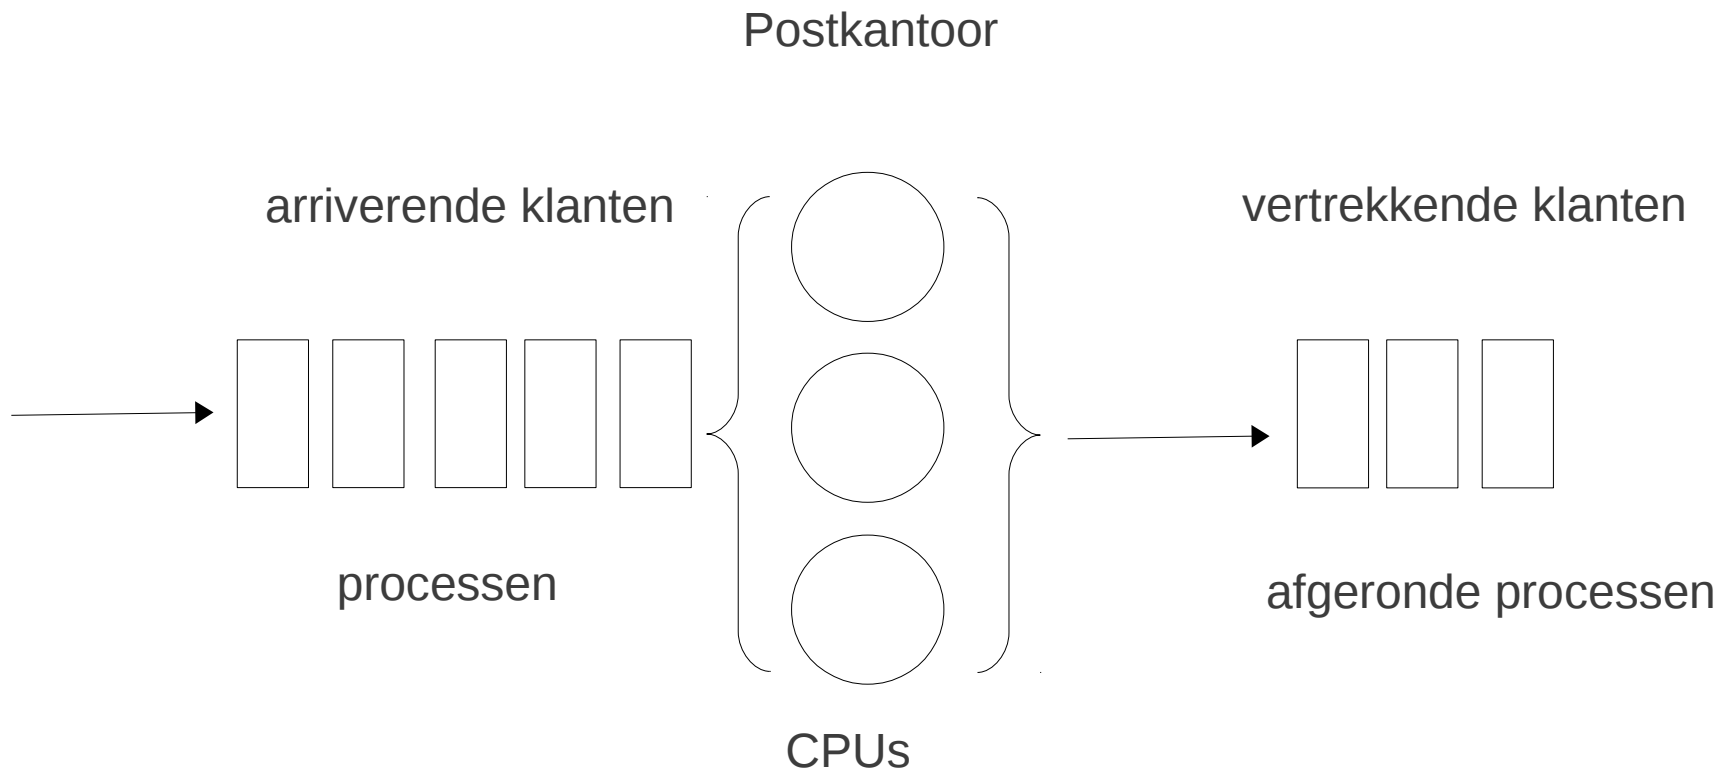 Postkantoor
arriverende klanten
vertrekkende klanten
processen
afgeronde processen
CPUs